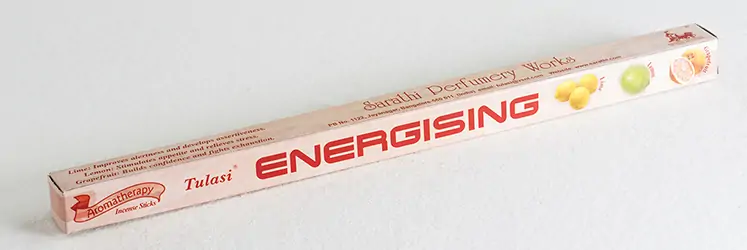 Sarathi Perfumery Works
Lime: Improves alertness and develops assertiveness.
Lemon: Stimulates appetite and relieves stress.
Grapefruit: Builds confidence and fights exhaustion.
Aromatherapy
Incense Sticks
Tulasi®
ENERGISING
Lime